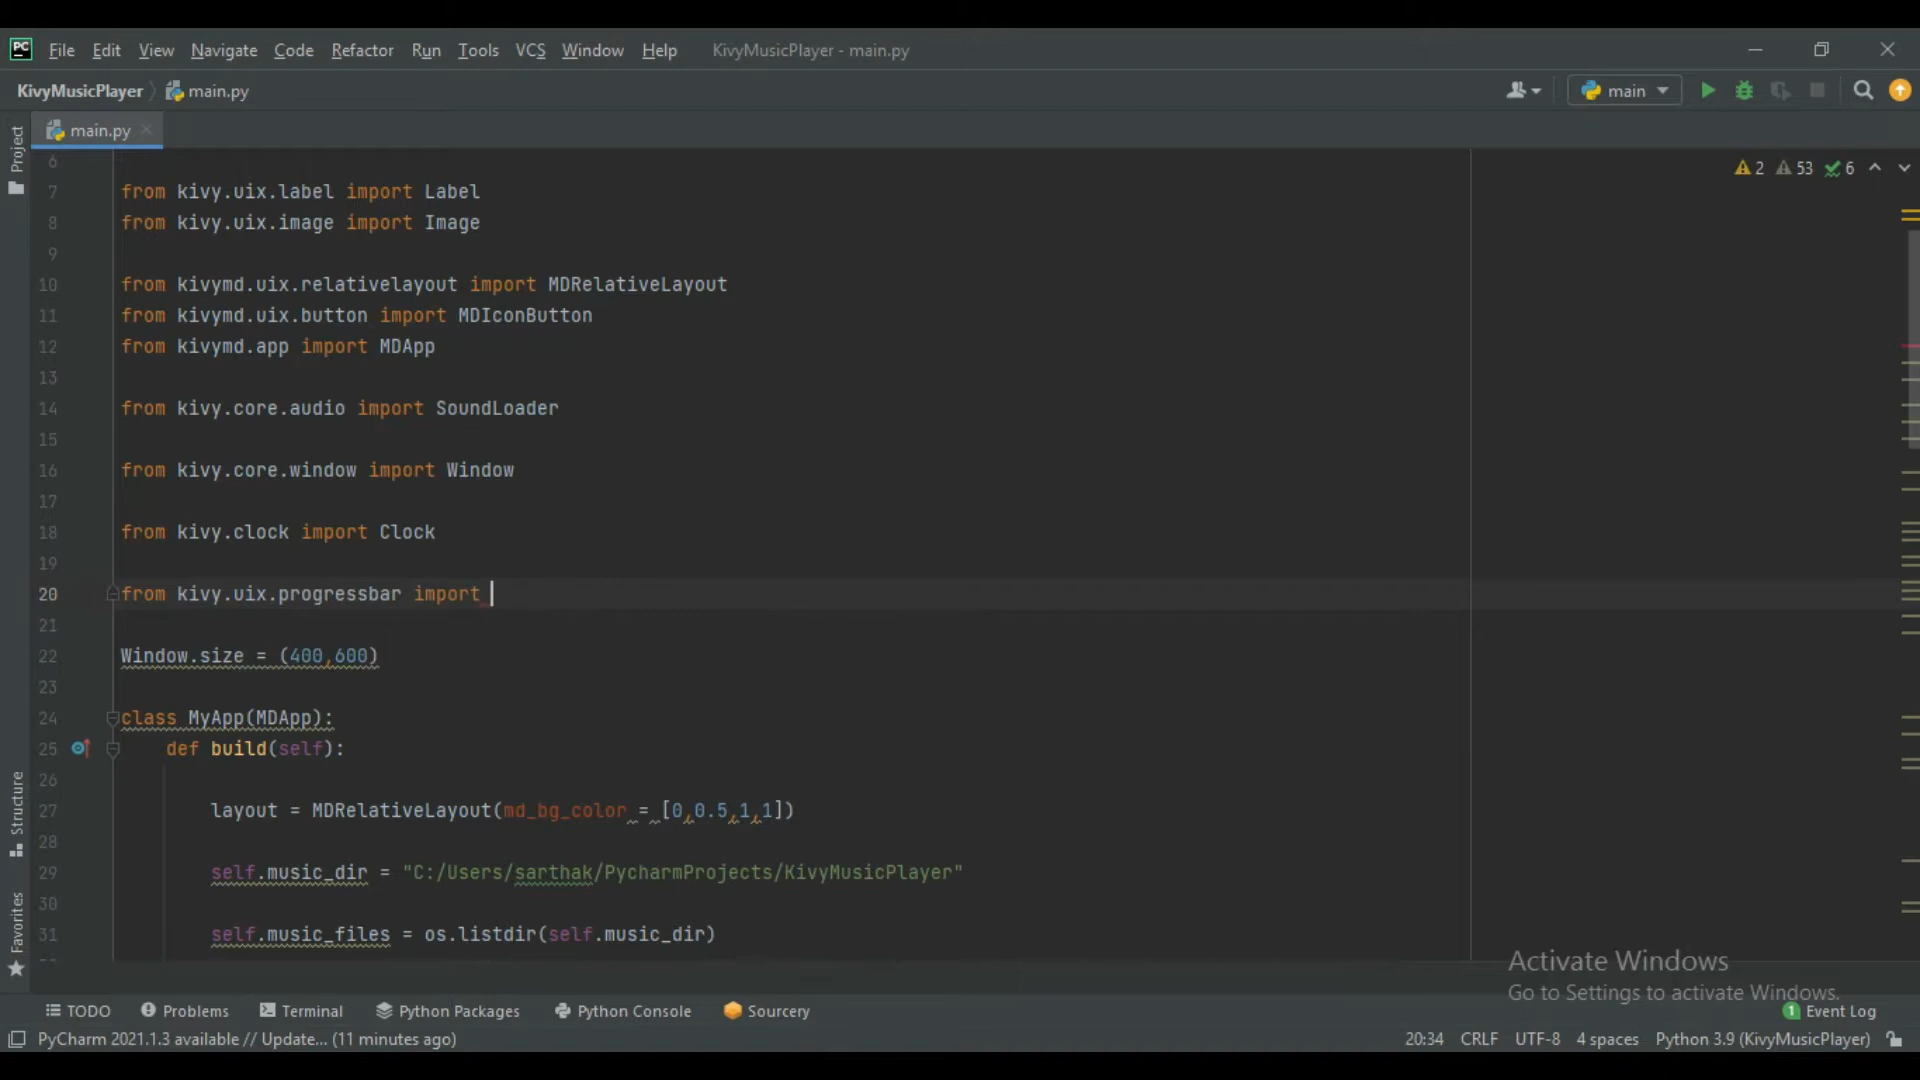 PC File Edit View Navigate Code Refactor Run Tools VCS Window Help KivyMusicPlayer - main.py
KivyMusicPlayer main.py main
Project
main.py
2 53 6
6
7 from kivy.uix.label import Label
8 from kivy.uix.image import Image
9
10 from kivymd.uix.relativelayout import MDRelativeLayout
11 from kivymd.uix.button import MDIconButton
12 from kivymd.app import MDApp
13
14 from kivy.core.audio import SoundLoader
15
16 from kivy.core.window import Window
17
18 from kivy.clock import Clock
19
20 from kivy.uix.progressbar import
21
22 Window.size = (400,600)
23
24 class MyApp(MDApp):
25 def build(self):
26
27 layout = MDRelativeLayout(md_bg_color = [0,0.5,1,1])
28
29 self.music_dir = "C:/Users/sarthak/PycharmProjects/KivyMusicPlayer"
30
31 self.music_files = os.listdir(self.music_dir)
Structure
Favorites
Activate Windows
Go to Settings to activate Windows.
TODO Problems Terminal Python Packages Python Console Sourcery 1 Event Log
PyCharm 2021.1.3 available // Update... (11 minutes ago) 20:34 CRLF UTF-8 4 spaces Python 3.9 (KivyMusicPlayer)